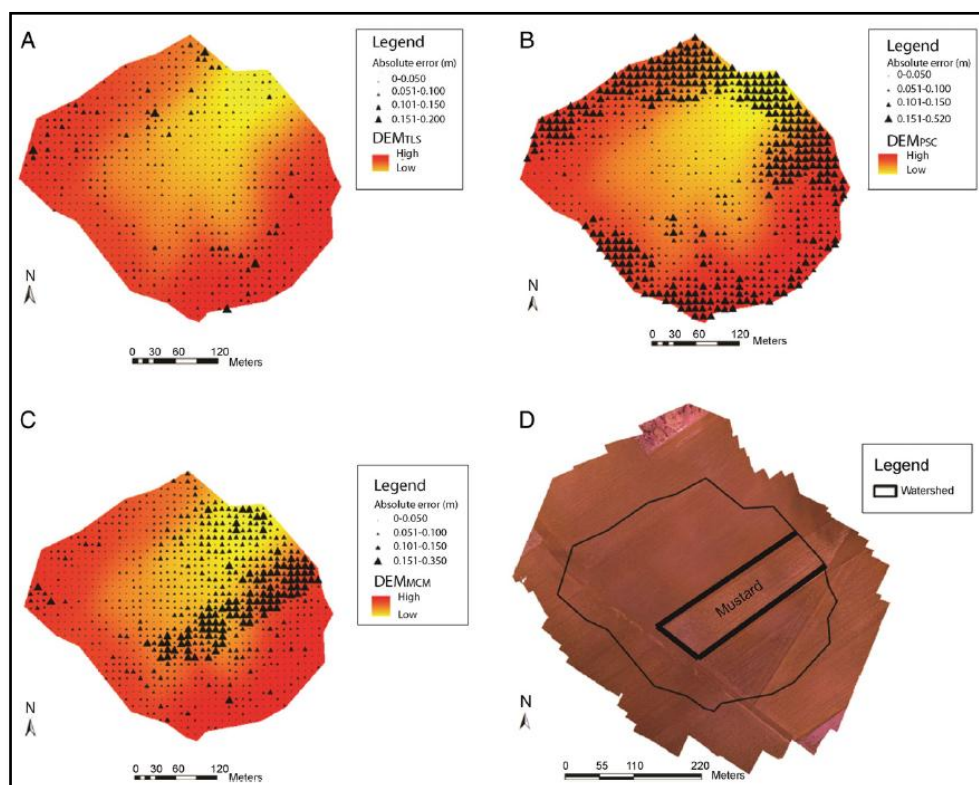 A
Legend
Absolute error (m)
0-0.050
0.051-0.100
0.101-0.150
0.151-0.200
DEMTLS
High
Low
N
0 30 60 120
Meters
B
Legend
Absolute error (m)
0-0.050
0.051-0.100
0.101-0.150
0.151-0.520
DEMPSC
High
Low
N
0 30 60 120
Meters
C
Legend
Absolute error (m)
0-0.050
0.051-0.100
0.101-0.150
0.151-0.350
DEMMCM
High
Low
N
0 30 60 120
Meters
D
Legend
Watershed
Mustard
N
0 55 110 220
Meters